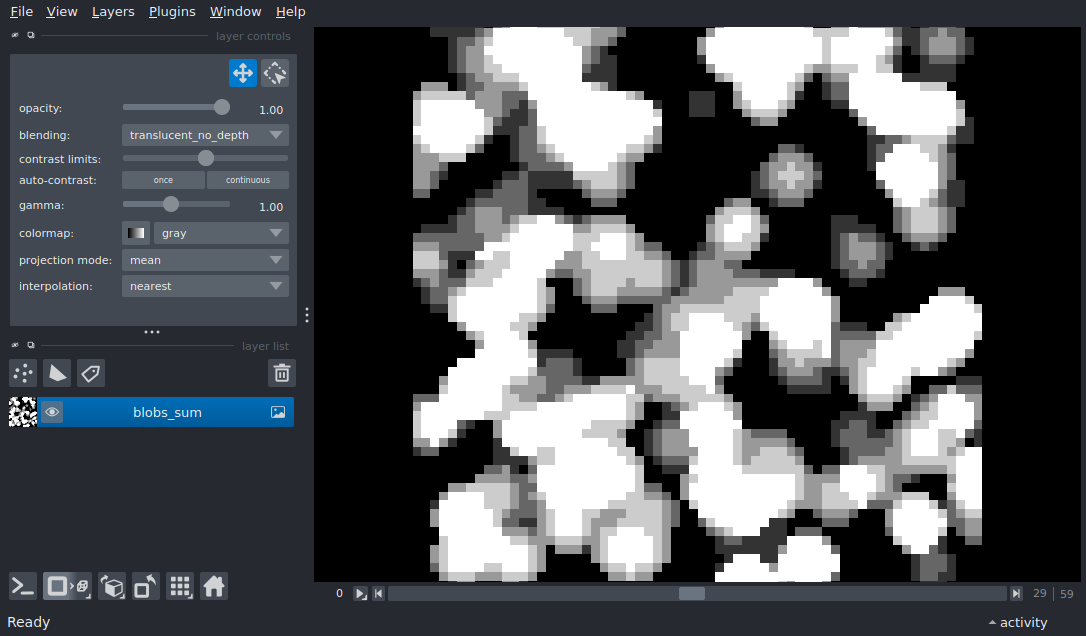 File View Layers Plugins Window Help
layer controls
opacity: 1.00
blending: translucent_no_depth
contrast limits:
auto-contrast: once continuous
gamma: 1.00
colormap: gray
projection mode: mean
interpolation: nearest
layer list
blobs_sum
0 29 59
Ready activity